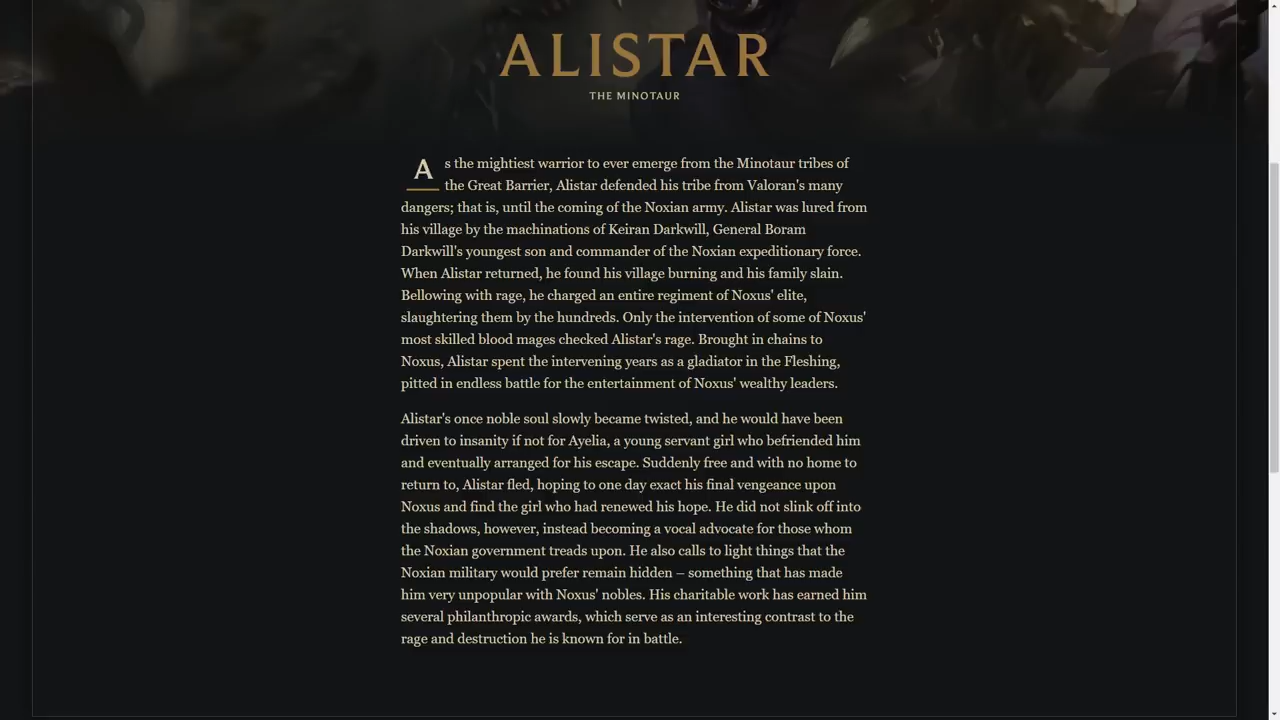 ALISTAR
THE MINOTAUR
As the mightiest warrior to ever emerge from the Minotaur tribes of
the Great Barrier, Alistar defended his tribe from Valoran's many
dangers; that is, until the coming of the Noxian army. Alistar was lured from
his village by the machinations of Keiran Darkwill, General Boram
Darkwill's youngest son and commander of the Noxian expeditionary force.
When Alistar returned, he found his village burning and his family slain.
Bellowing with rage, he charged an entire regiment of Noxus' elite,
slaughtering them by the hundreds. Only the intervention of some of Noxus'
most skilled blood mages checked Alistar's rage. Brought in chains to
Noxus, Alistar spent the intervening years as a gladiator in the Fleshing,
pitted in endless battle for the entertainment of Noxus' wealthy leaders.
Alistar's once noble soul slowly became twisted, and he would have been
driven to insanity if not for Ayelia, a young servant girl who befriended him
and eventually arranged for his escape. Suddenly free and with no home to
return to, Alistar fled, hoping to one day exact his final vengeance upon
Noxus and find the girl who had renewed his hope. He did not slink off into
the shadows, however, instead becoming a vocal advocate for those whom
the Noxian government treads upon. He also calls to light things that the
Noxian military would prefer remain hidden – something that has made
him very unpopular with Noxus' nobles. His charitable work has earned him
several philanthropic awards, which serve as an interesting contrast to the
rage and destruction he is known for in battle.